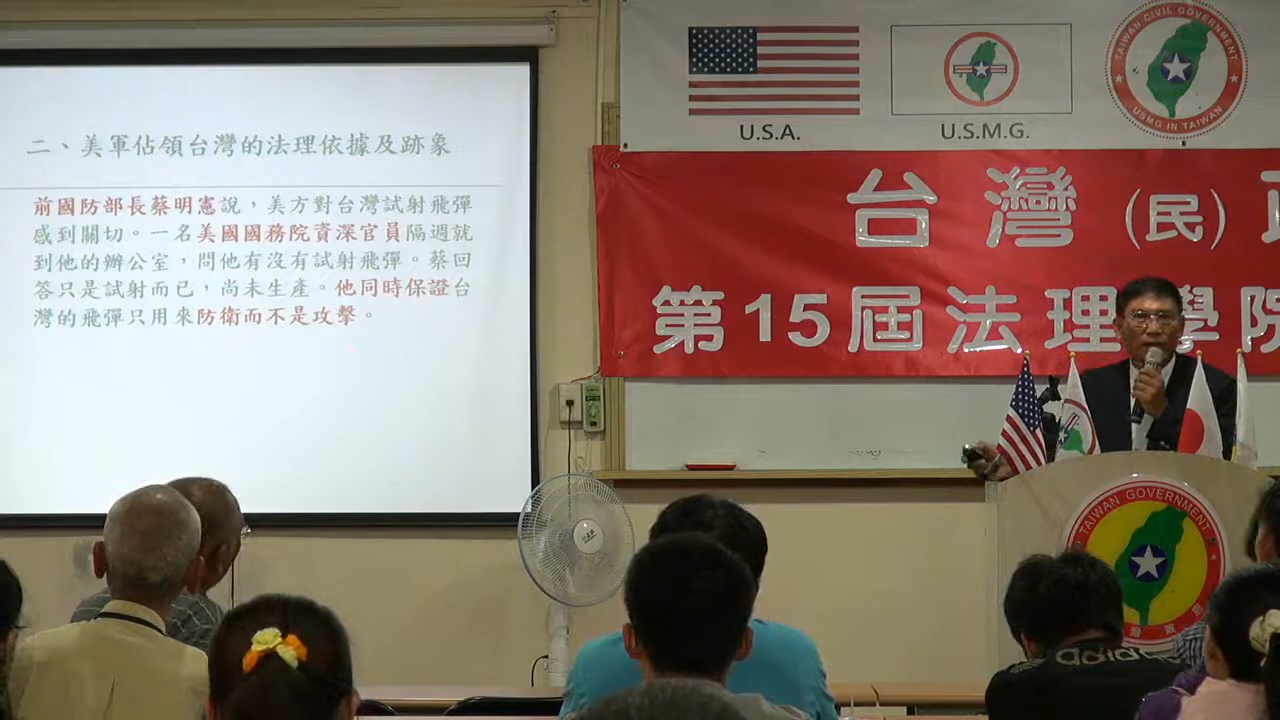 二、美軍佔領台灣的法理依據及跡象
前國防部長蔡明憲說，美方對台灣試射飛彈
感到關切。一名美國國務院資深官員隔週就
到他的辦公室，問他有沒有試射飛彈。蔡回
答只是試射而已，尚未生產。他同時保證台
灣的飛彈只用來防衛而不是攻擊。
U.S.A.
U.S.M.G.
TAIWAN CIVIL GOVERNMENT
USMG IN TAIWAN
台灣(民)
第15屆法理學院
TAIWAN GOVERNMENT
政民
adidas